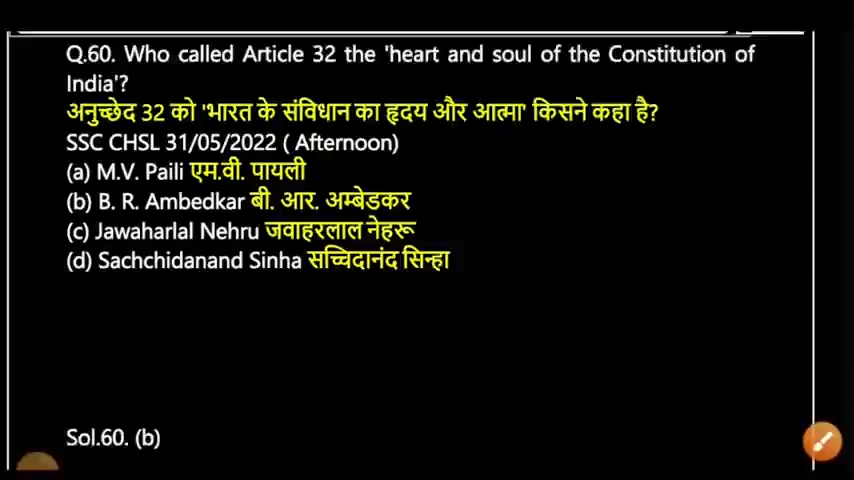 Q.60. Who called Article 32 the 'heart and soul of the Constitution of
India'?
अनुच्छेद 32 को 'भारत के संविधान का हृदय और आत्मा' किसने कहा है?
SSC CHSL 31/05/2022 ( Afternoon)
(a) M.V. Paili एम.वी. पायली
(b) B. R. Ambedkar बी. आर. अम्बेडकर
(c) Jawaharlal Nehru जवाहरलाल नेहरू
(d) Sachchidanand Sinha सच्चिदानंद सिन्हा
Sol.60. (b)